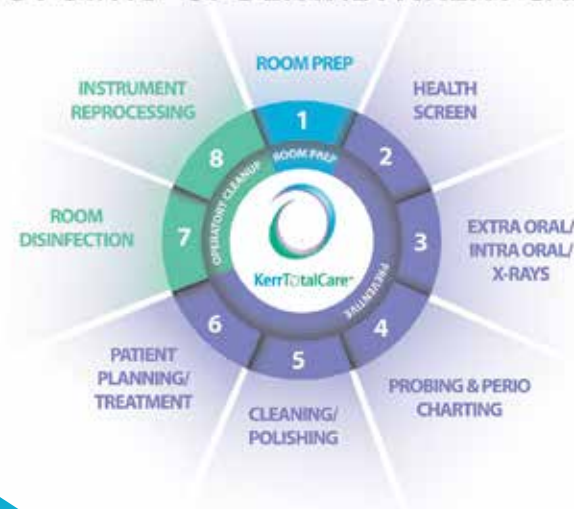 ROOM PREP
1
HEALTH
SCREEN
2
EXTRA ORAL/
INTRA ORAL/
X-RAYS
3
PROBING & PERIO
CHARTING
4
CLEANING/
POLISHING
5
PATIENT
PLANNING/
TREATMENT
6
ROOM
DISINFECTION
7
INSTRUMENT
REPROCESSING
8
ROOM PREP
PREVENTIVE
OPERATORY CLEANUP
KerrTotalCare